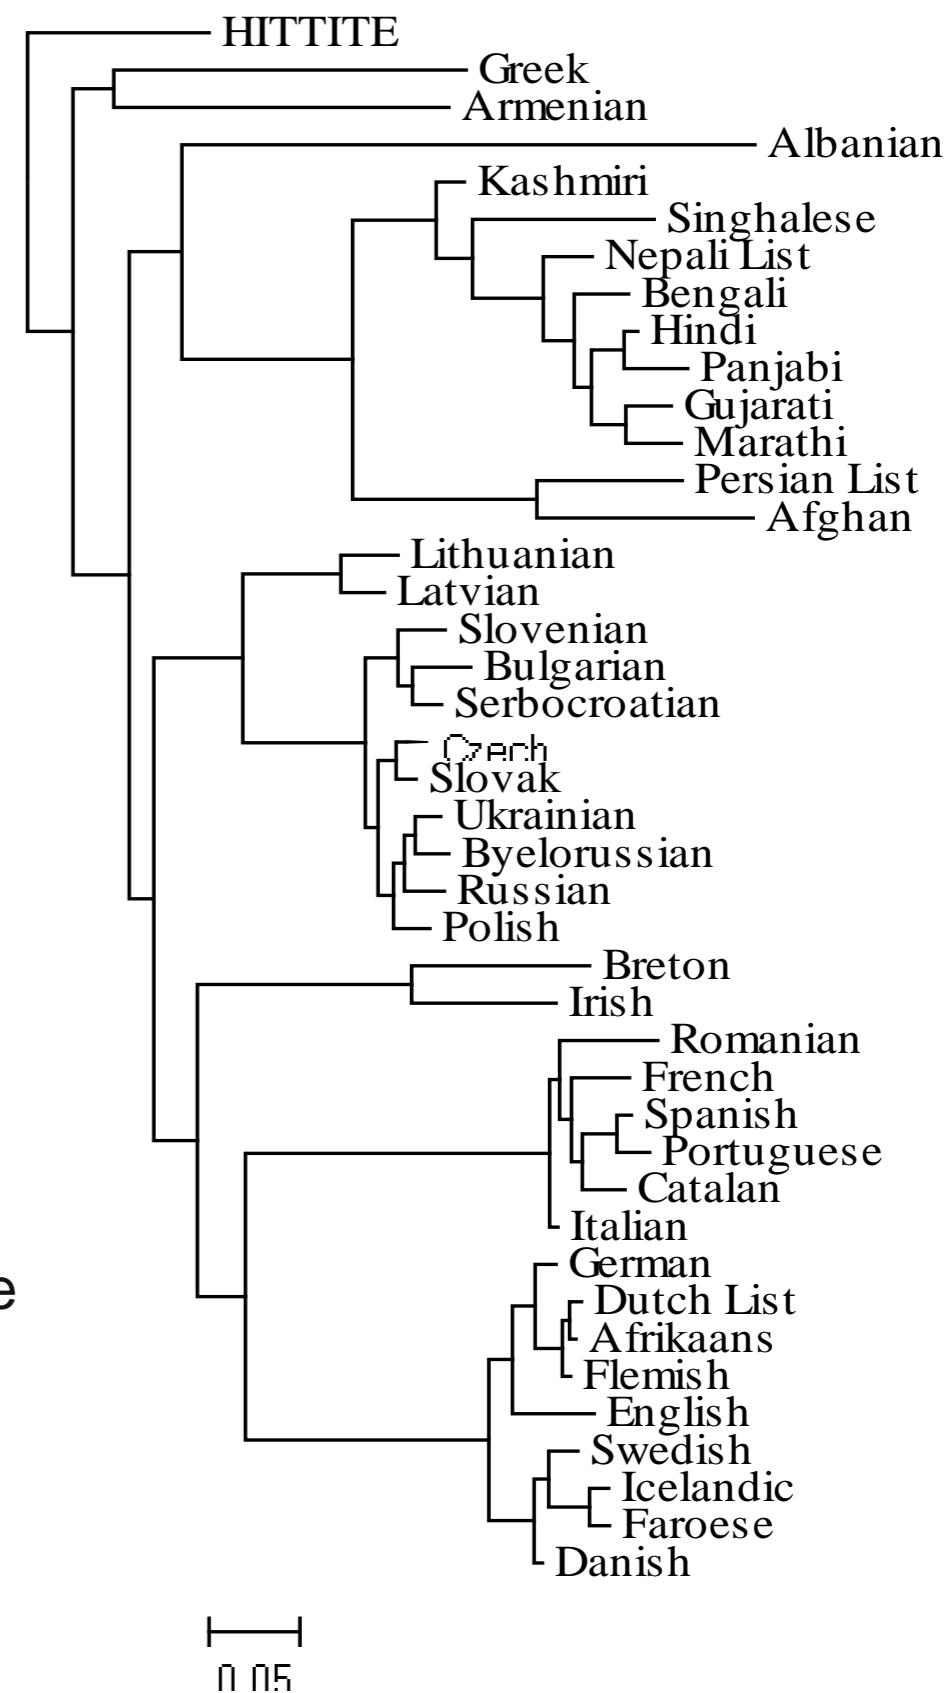 HITTITE
Greek
Armenian
Albanian
Kashmiri
Singhalese
Nepali List
Bengali
Hindi
Panjabi
Gujarati
Marathi
Persian List
Afghan
Lithuanian
Latvian
Slovenian
Bulgarian
Serbocroatian
Czech
Slovak
Ukrainian
Byelorussian
Russian
Polish
Breton
Irish
Romanian
French
Spanish
Portuguese
Catalan
Italian
German
e
Dutch List
Afrikaans
Flemish
English
Swedish
Icelandic
Faroese
Danish
0.05